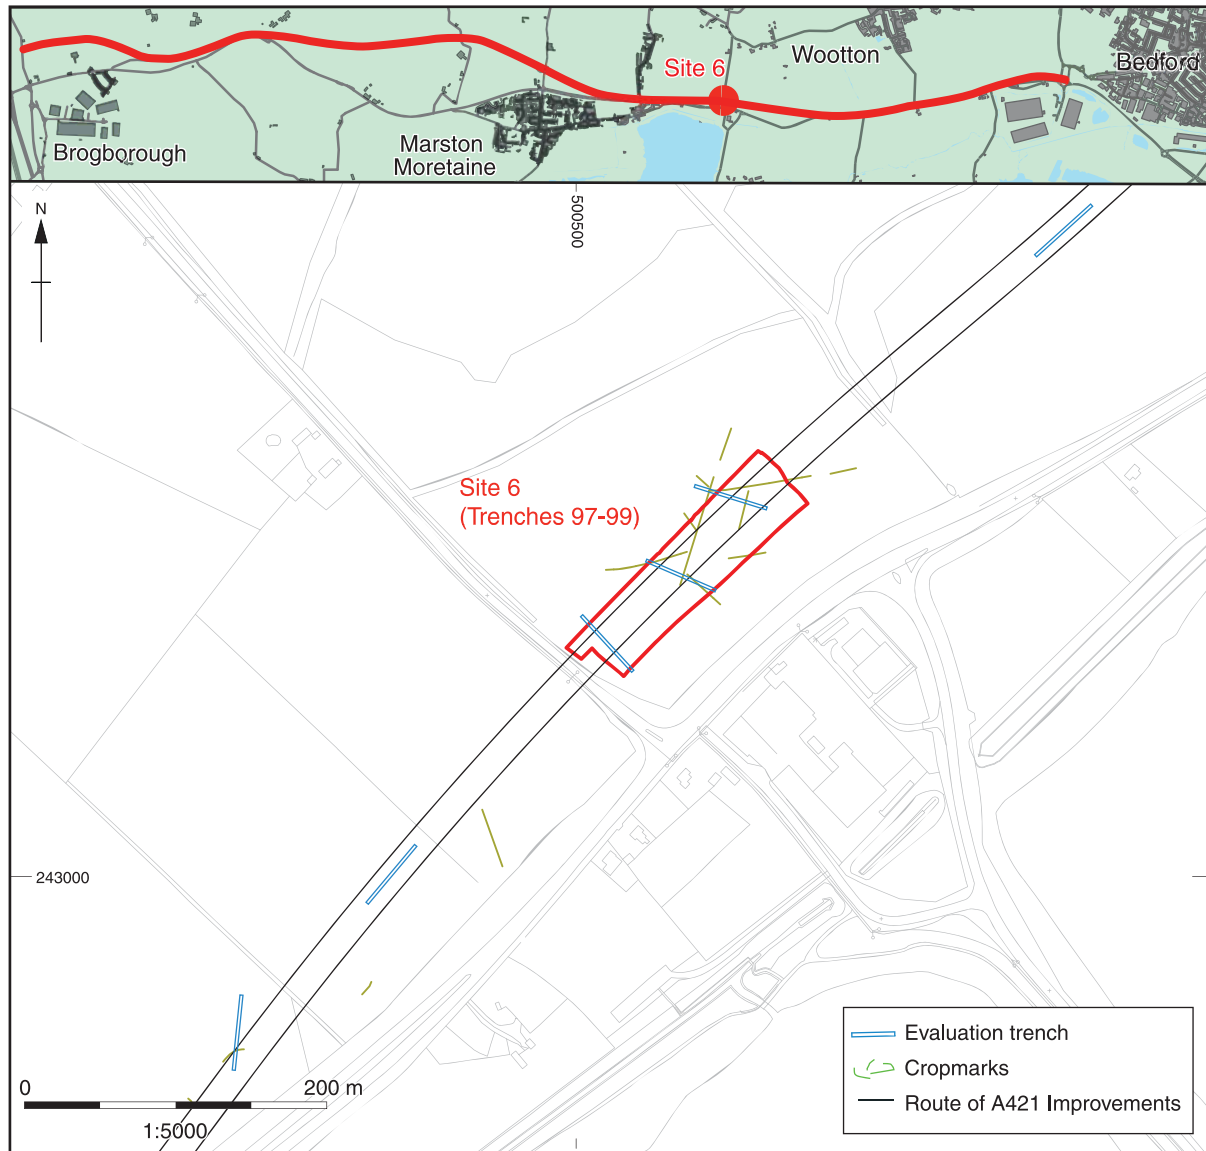 Site 6
Wootton
Bedford
Brogborough
Marston
Moretaine
N
500500
Site 6
(Trenches 97-99)
243000
0
200 m
1:5000
Evaluation trench
Cropmarks
Route of A421 Improvements